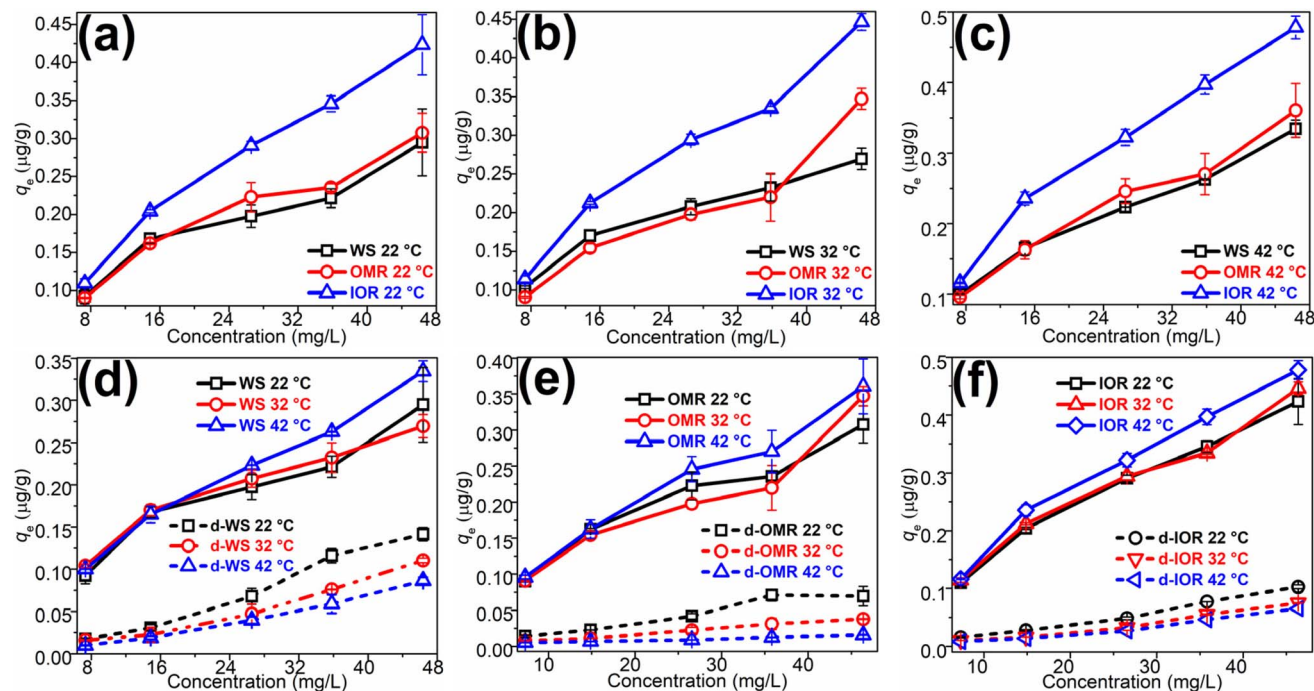 (a)
0.45
0.40
0.35
0.30
0.25
0.20
0.15
0.10
qe (µg/g)
WS 22 °C
OMR 22 °C
IOR 22 °C
8 16 24 32 40 48
Concentration (mg/L)
(b)
0.45
0.40
0.35
0.30
0.25
0.20
0.15
0.10
qe (µg/g)
WS 32 °C
OMR 32 °C
IOR 32 °C
8 16 24 32 40 48
Concentration (mg/L)
(c)
0.5
0.4
0.3
0.2
0.1
qe (µg/g)
WS 42 °C
OMR 42 °C
IOR 42 °C
8 16 24 32 40 48
Concentration (mg/L)
(d)
0.35
0.30
0.25
0.20
0.15
0.10
0.05
0.00
qe (µg/g)
WS 22 °C
WS 32 °C
WS 42 °C
d-WS 22 °C
d-WS 32 °C
d-WS 42 °C
8 16 24 32 40 48
Concentration (mg/L)
(e)
0.40
0.35
0.30
0.25
0.20
0.15
0.10
0.05
0.00
qe (µg/g)
OMR 22 °C
OMR 32 °C
OMR 42 °C
d-OMR 22 °C
d-OMR 32 °C
d-OMR 42 °C
10 20 30 40
Concentration (mg/L)
(f)
0.5
0.4
0.3
0.2
0.1
0.0
qe (µg/g)
IOR 22 °C
IOR 32 °C
IOR 42 °C
d-IOR 22 °C
d-IOR 32 °C
d-IOR 42 °C
10 20 30 40
Concentration (mg/L)